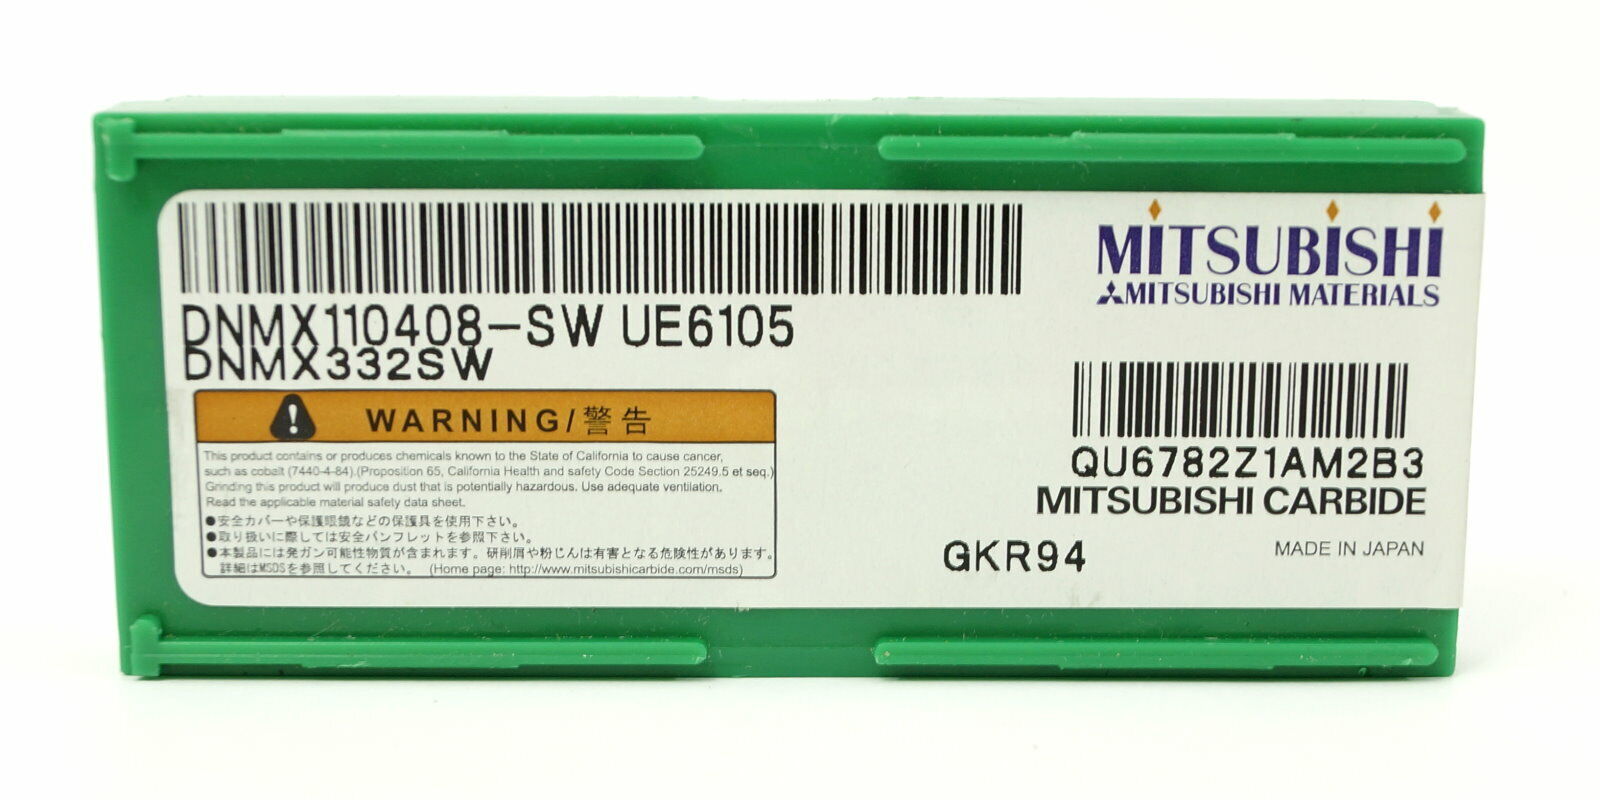 MITSUBISHI
MITSUBISHI MATERIALS
DNMX110408-SW UE6105
DNMX332SW
WARNING/警告
This product contains or produces chemicals known to the State of California to cause cancer,
such as cobalt (7440-4-84).(Proposition 65, California Health and safety Code Section 25249.5 et seq.)
Grinding this product will produce dust that is potentially hazardous. Use adequate ventilation.
Read the applicable material safety data sheet.
●安全カバーや保護眼鏡などの保護具を使用下さい。
●取り扱いに際しては安全パンフレットを参照下さい。
●本製品には発ガン可能性物質が含まれます。研削屑や粉じんは有害となる危険性があります。
詳細はMSDSを参照してください。 (Home page: http://www.mitsubishicarbide.com/msds)
QU6782Z1AM2B3
MITSUBISHI CARBIDE
GKR94
MADE IN JAPAN